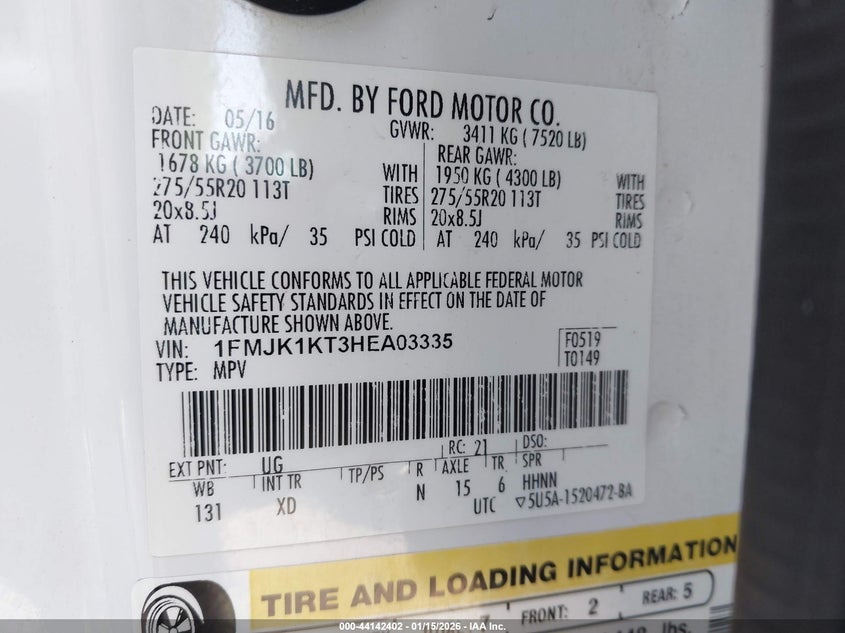 MFD. BY FORD MOTOR CO.
DATE: 05/16 GVWR: 3411 KG ( 7520 LB)
FRONT GAWR: REAR GAWR:
1678 KG ( 3700 LB) WITH 1950 KG ( 4300 LB) WITH
275/55R20 113T TIRES 275/55R20 113T TIRES
20x8.5J RIMS 20x8.5J RIMS
AT 240 kPa/ 35 PSI COLD AT 240 kPa/ 35 PSI COLD
THIS VEHICLE CONFORMS TO ALL APPLICABLE FEDERAL MOTOR
VEHICLE SAFETY STANDARDS IN EFFECT ON THE DATE OF
MANUFACTURE SHOWN ABOVE.
VIN: 1FMJK1KT3HEA03335 F0519
TYPE: MPV T0149
RC: 21 DSO:
EXT PNT: UG
WB INT TR TP/PS R AXLE TR SPR
131 XD N 15 6 HHNN
UTC ▽5U5A-1520472-BA
TIRE AND LOADING INFORMATION
FRONT: 2 REAR: 5
lbs.
000-44142402 - 01/15/2026 - IAA Inc.